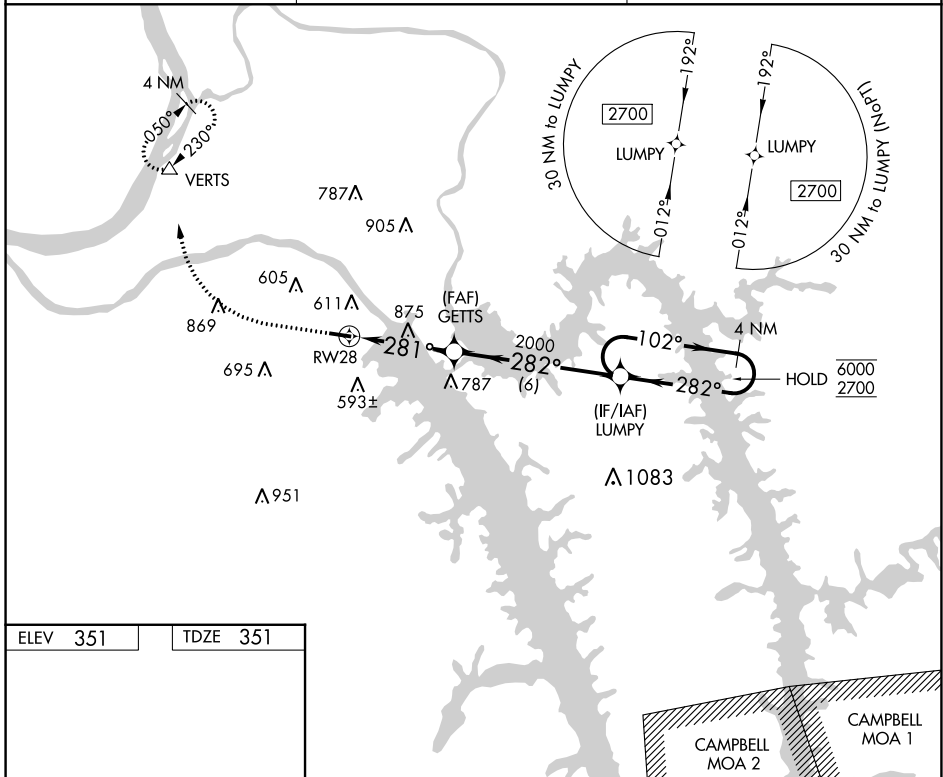 4 NM
050°
230°
VERTS
30 NM to LUMPY
2700
192°
LUMPY
012°
192°
LUMPY
2700
012°
30 NM to LUMPY (NoPT)
787
905
605
611
869
875
(FAF)
GETTS
RW28
281°
2000
282°
(6)
695
593±
787
102°
4 NM
282°
HOLD
6000
2700
(IF/IAF)
LUMPY
1083
951
ELEV 351
TDZE 351
CAMPBELL
MOA 2
CAMPBELL
MOA 1